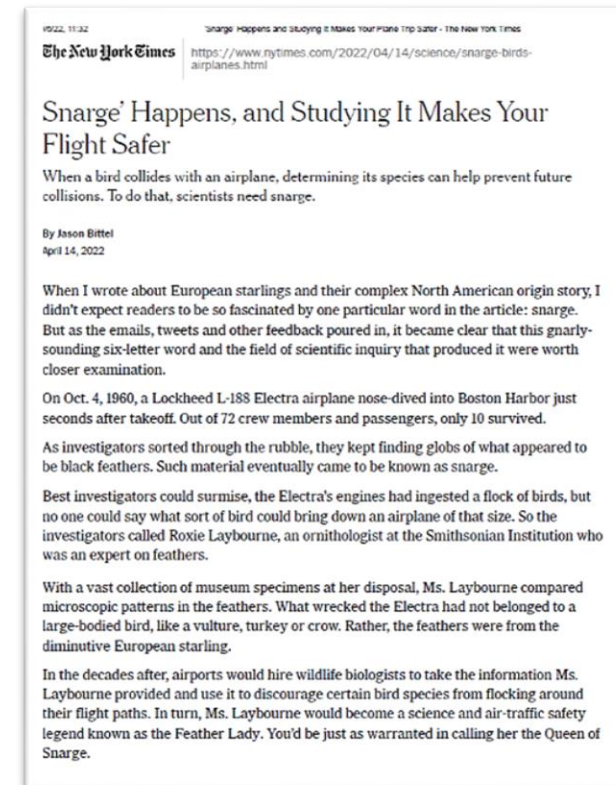 11:32 'Snarge' Happens and Studying It Makes Your Plane Trip Safer - The New York Times
The New York Times
https://www.nytimes.com/2022/04/14/science/snarge-birds-
airplanes.html
Snarge’ Happens, and Studying It Makes Your
Flight Safer
When a bird collides with an airplane, determining its species can help prevent future
collisions. To do that, scientists need snarge.
By Jason Bittel
April 14, 2022
When I wrote about European starlings and their complex North American origin story, I
didn’t expect readers to be so fascinated by one particular word in the article: snarge.
But as the emails, tweets and other feedback poured in, it became clear that this gnarly-
sounding six-letter word and the field of scientific inquiry that produced it were worth
closer examination.
On Oct. 4, 1960, a Lockheed L-188 Electra airplane nose-dived into Boston Harbor just
seconds after takeoff. Out of 72 crew members and passengers, only 10 survived.
As investigators sorted through the rubble, they kept finding globs of what appeared to
be black feathers. Such material eventually came to be known as snarge.
Best investigators could surmise, the Electra’s engines had ingested a flock of birds, but
no one could say what sort of bird could bring down an airplane of that size. So the
investigators called Roxie Laybourne, an ornithologist at the Smithsonian Institution who
was an expert on feathers.
With a vast collection of museum specimens at her disposal, Ms. Laybourne compared
microscopic patterns in the feathers. What wrecked the Electra had not belonged to a
large-bodied bird, like a vulture, turkey or crow. Rather, the feathers were from the
diminutive European starling.
In the decades after, airports would hire wildlife biologists to take the information Ms.
Laybourne provided and use it to discourage certain bird species from flocking around
their flight paths. In turn, Ms. Laybourne would become a science and air-traffic safety
legend known as the Feather Lady. You’d be just as warranted in calling her the Queen of
Snarge.